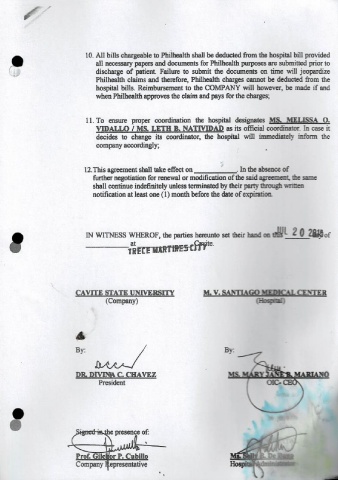 10. All bills chargeable to Philhealth shall be deducted from the hospital bill provided
all necessary papers and documents for Philhealth purposes are submitted prior to
discharge of patient. Failure to submit the documents on time will jeopardize
Philhealth claims and therefore, Philhealth charges cannot be deducted from the
hospital bills. Reimbursement to the COMPANY will however, be made if and
when Philhealth approves the claim and pays for the charges;
11. To ensure proper coordination the hospital designates MS. MELISSA O.
VIDALLO / MS. LETH B. NATIVIDAD as its official coordinator. In case it
decides to change its coordinator, the hospital will immediately inform the
company accordingly;
12. This agreement shall take effect on ________. In the absence of
further negotiation for renewal or modification of the said agreement, the same
shall continue indefinitely unless terminated by their party through written
notification at least one (1) month before the date of expiration.
IN WITNESS WHEROF, the parties hereunto set their hand on this JUL 20 day of
at TRECE MARTIRES CITY Cavite.
CAVITE STATE UNIVERSITY M. V. SANTIAGO MEDICAL CENTER
(Company) (Hospital)
By: By:
DR. DIVINA C. CHAVEZ MS. MARY JANE B. MARIANO
President OIC- CEO
Signed in the presence of:
Prof. Gilchor P. Cubillo Ms.
Company Representative Hospital